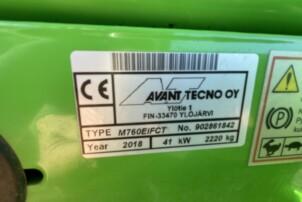 CE
AVANT TECNO OY
Ylötie 1
FIN-33470 YLÖJÄRVI
TYPE M760EIFCT No. 902861842
Year 2018 41 kW 2220 kg